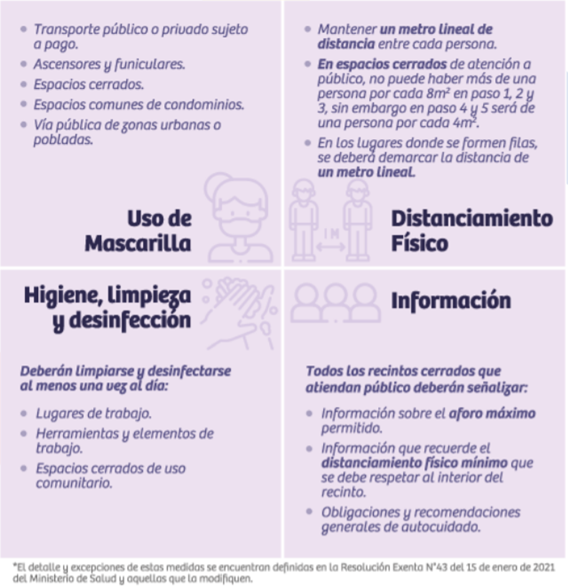 • Transporte público o privado sujeto
a pago.
• Ascensores y funiculares.
• Espacios cerrados.
• Espacios comunes de condominios.
• Vía pública de zonas urbanas o
pobladas.
Uso de
Mascarilla
• Mantener un metro lineal de
distancia entre cada persona.
• En espacios cerrados de atención a
público, no puede haber más de una
persona por cada 8m² en paso 1, 2 y
3, sin embargo en paso 4 y 5 será de
una persona por cada 4m².
• En los lugares donde se formen filas,
se deberá demarcar la distancia de
un metro lineal.
1M
Distanciamiento
Físico
Higiene, limpieza
y desinfección
Deberán limpiarse y desinfectarse
al menos una vez al día:
• Lugares de trabajo.
• Herramientas y elementos de
trabajo.
• Espacios cerrados de uso
comunitario.
Información
Todos los recintos cerrados que
atiendan público deberán señalizar:
• Información sobre el aforo máximo
permitido.
• Información que recuerde el
distanciamiento físico mínimo que
se debe respetar al interior del
recinto.
• Obligaciones y recomendaciones
generales de autocuidado.
*El detalle y excepciones de estas medidas se encuentran definidas en la Resolución Exenta N°43 del 15 de enero de 2021
del Ministerio de Salud y aquellas que la modifiquen.